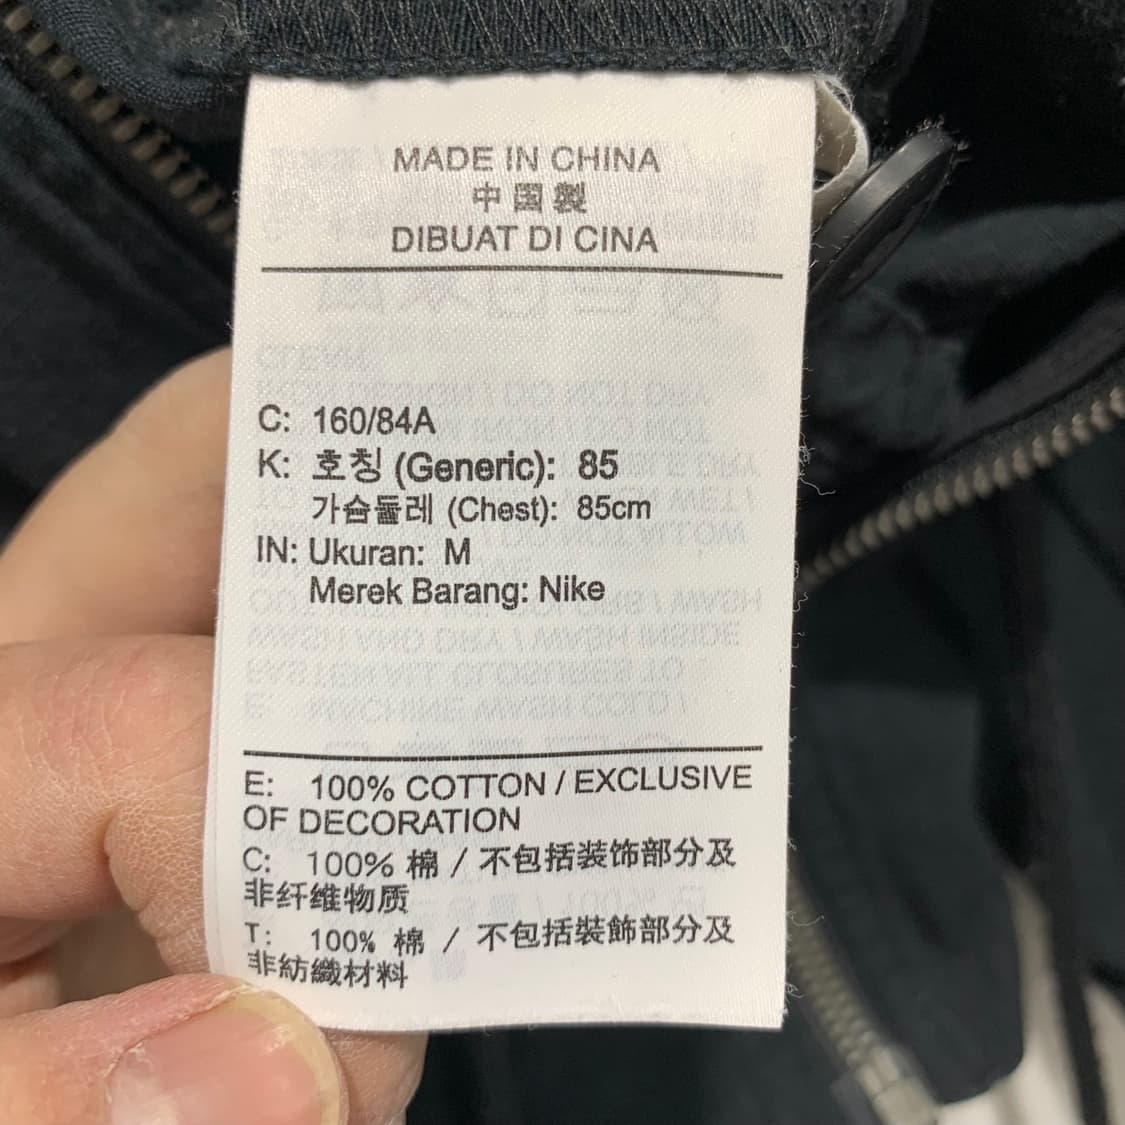 MADE IN CHINA
中国製
DIBUAT DI CINA
C: 160/84A
K: 호칭 (Generic): 85
가슴둘레 (Chest): 85cm
IN: Ukuran: M
Merek Barang: Nike
E: 100% COTTON / EXCLUSIVE
OF DECORATION
C: 100% 棉 / 不包括装饰部分及
非纤维物质
T: 100% 棉 / 不包括裝飾部分及
非紡織材料